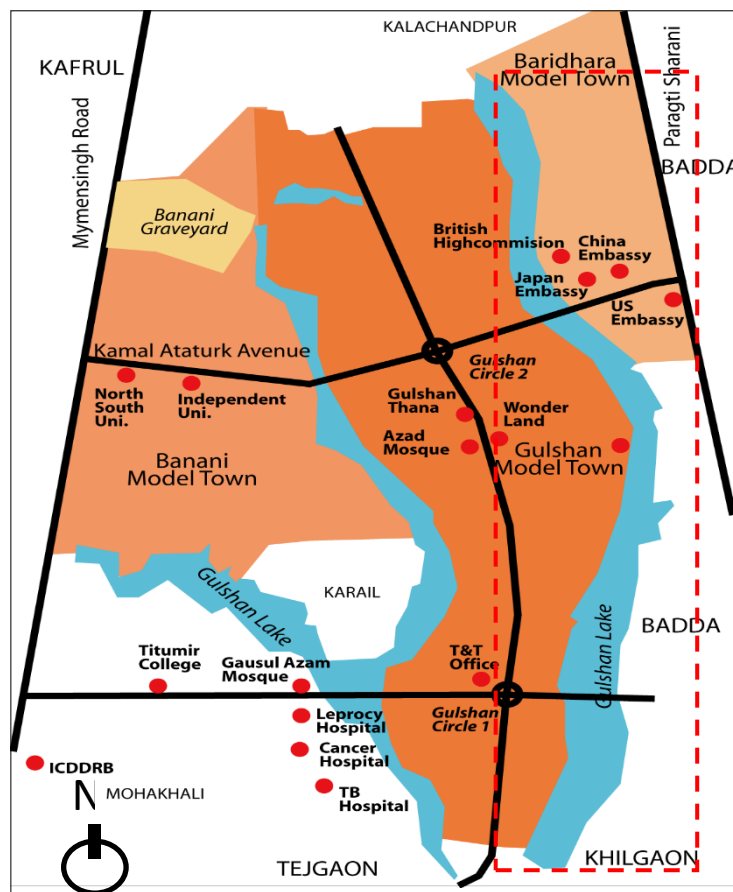 KALACHANDPUR
KAFRUL
Baridhara
Model Town
Paragti Sharani
Mymensingh Road
BADDA
Banani
Graveyard
British
Highcommision
China
Embassy
Japan
Embassy
US
Embassy
Kamal Ataturk Avenue
Gulshan
Circle 2
North
South
Uni.
Independent
Uni.
Gulshan
Thana
Wonder
Land
Azad
Mosque
Gulshan
Model Town
Banani
Model Town
Gulshan Lake
KARAIL
BADDA
Gulshan Lake
Titumir
College
Gausul Azam
Mosque
T&T
Office
Gulshan
Circle 1
Leprocy
Hospital
Cancer
Hospital
ICDDRB
TB
Hospital
N
MOHAKHALI
TEJGAON
KHILGAON